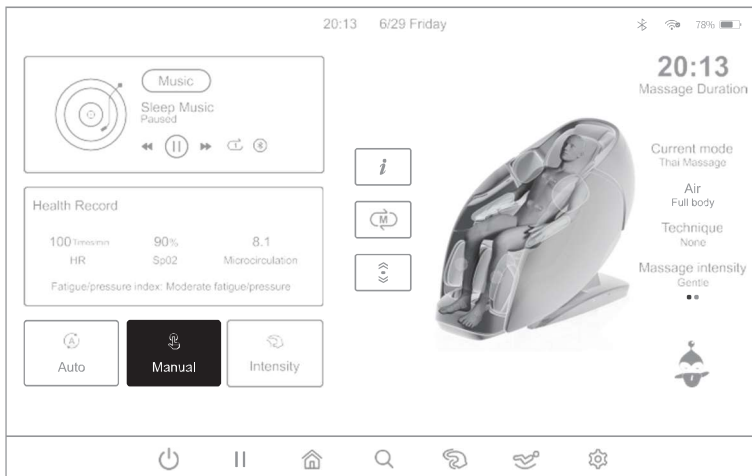 20:13 6/29 Friday 78%
Music
Sleep Music
Paused
Health Record
100 Times/min 90% 8.1
HR Sp02 Microcirculation
Fatigue/pressure index: Moderate fatigue/pressure
A
Auto
Manual
Intensity
i
M
20:13
Massage Duration
Current mode
Thai Massage
Air
Full body
Technique
None
Massage intensity
Gentle